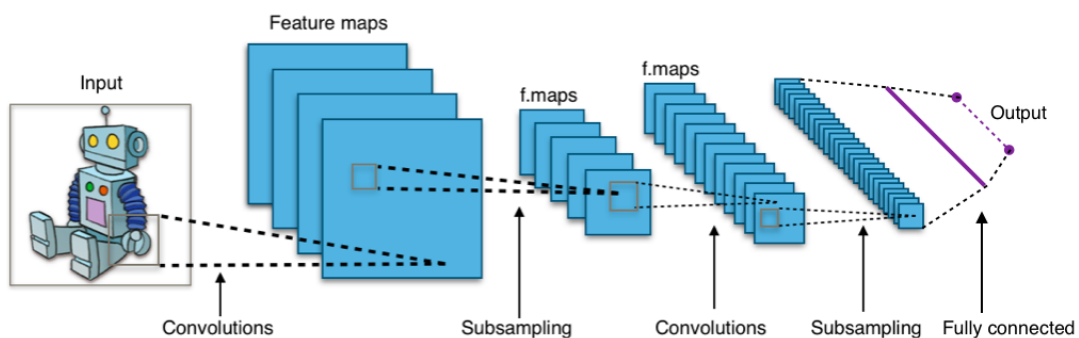 Feature maps
Input
f.maps
f.maps
Output
Convolutions
Subsampling
Convolutions
Subsampling
Fully connected